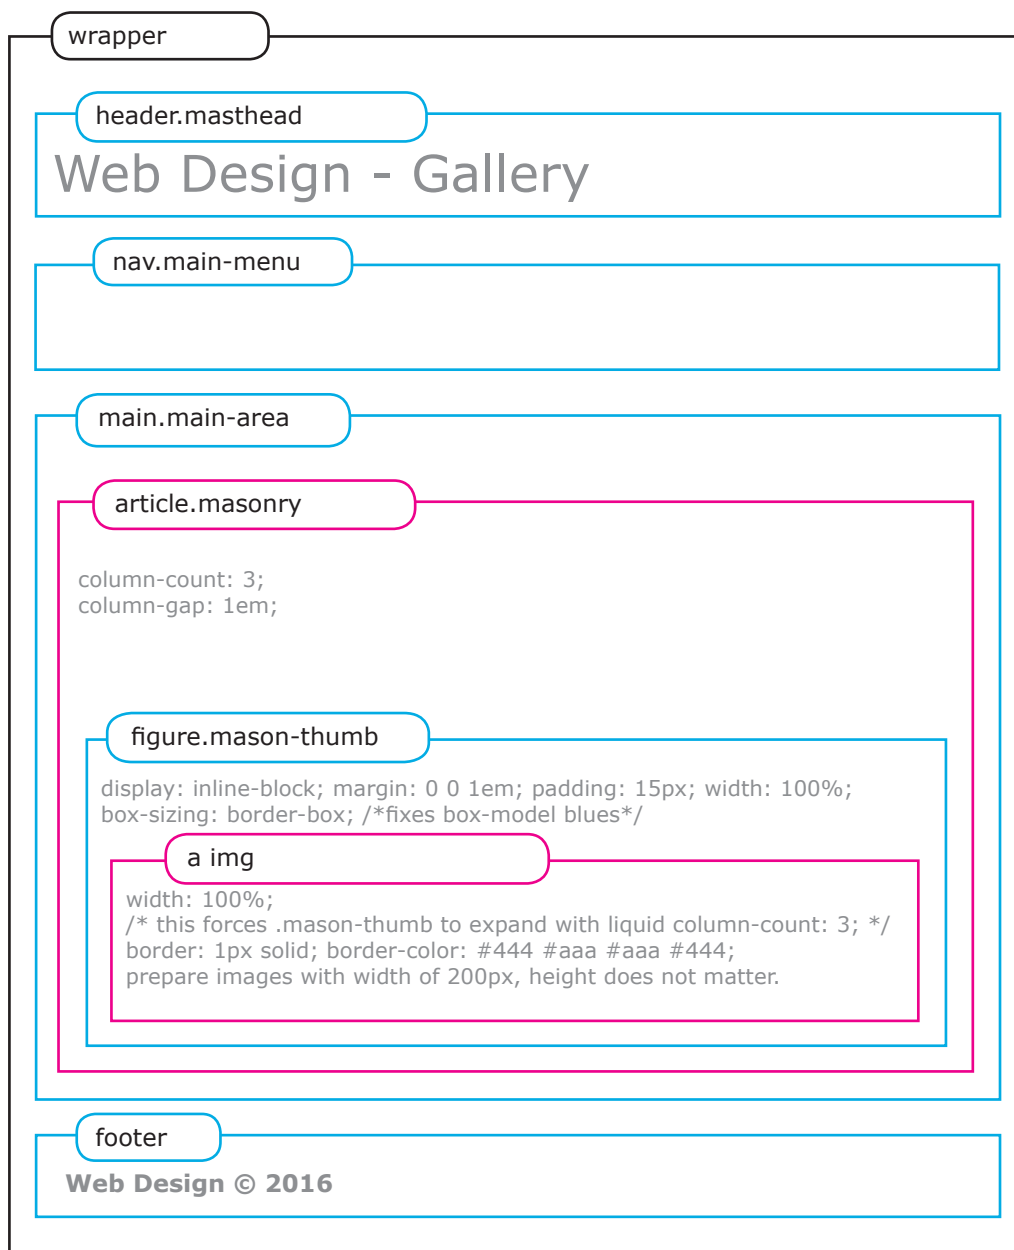 wrapper
header.masthead
Web Design - Gallery
nav.main-menu
main.main-area
article.masonry
column-count: 3;
column-gap: 1em;
figure.mason-thumb
display: inline-block; margin: 0 0 1em; padding: 15px; width: 100%;
box-sizing: border-box; /*fixes box-model blues*/
a img
width: 100%;
/* this forces .mason-thumb to expand with liquid column-count: 3; */
border: 1px solid; border-color: #444 #aaa #aaa #444;
prepare images with width of 200px, height does not matter.
footer
Web Design © 2016